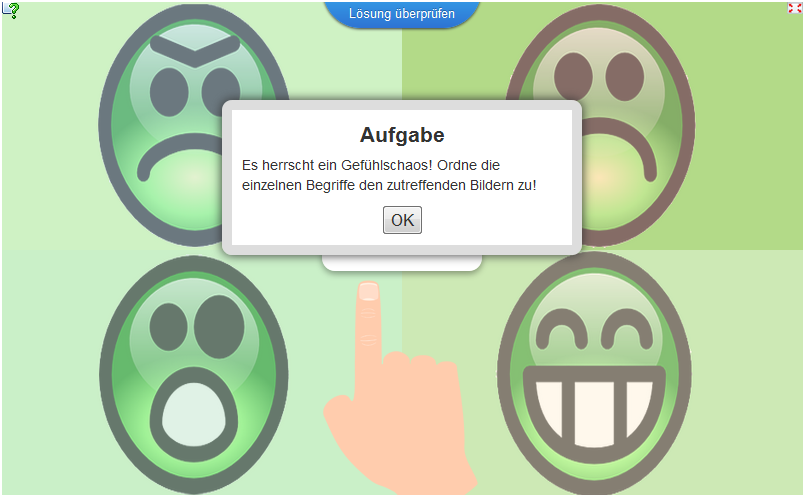 Lösung überprüfen
Aufgabe
Es herrscht ein Gefühlschaos! Ordne die
einzelnen Begriffe den zutreffenden Bildern zu!
OK